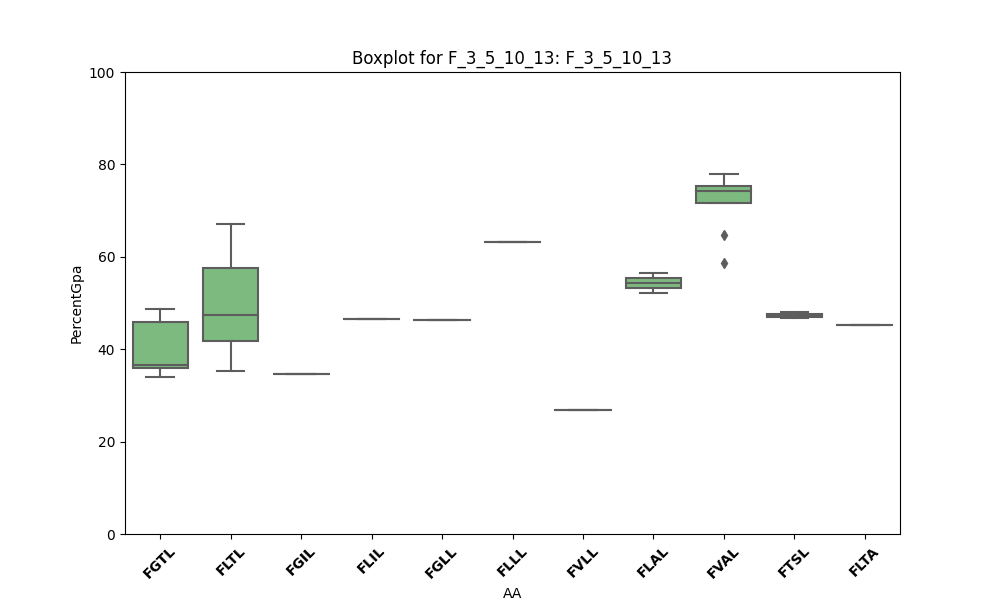 Boxplot for F_3_5_10_13: F_3_5_10_13
100
80
60
40
20
0
PercentGpa
FGTL FLTL FGIL FLIL FGLL FLLL FVLL FLAL FVAL FTSL FLTA
AA